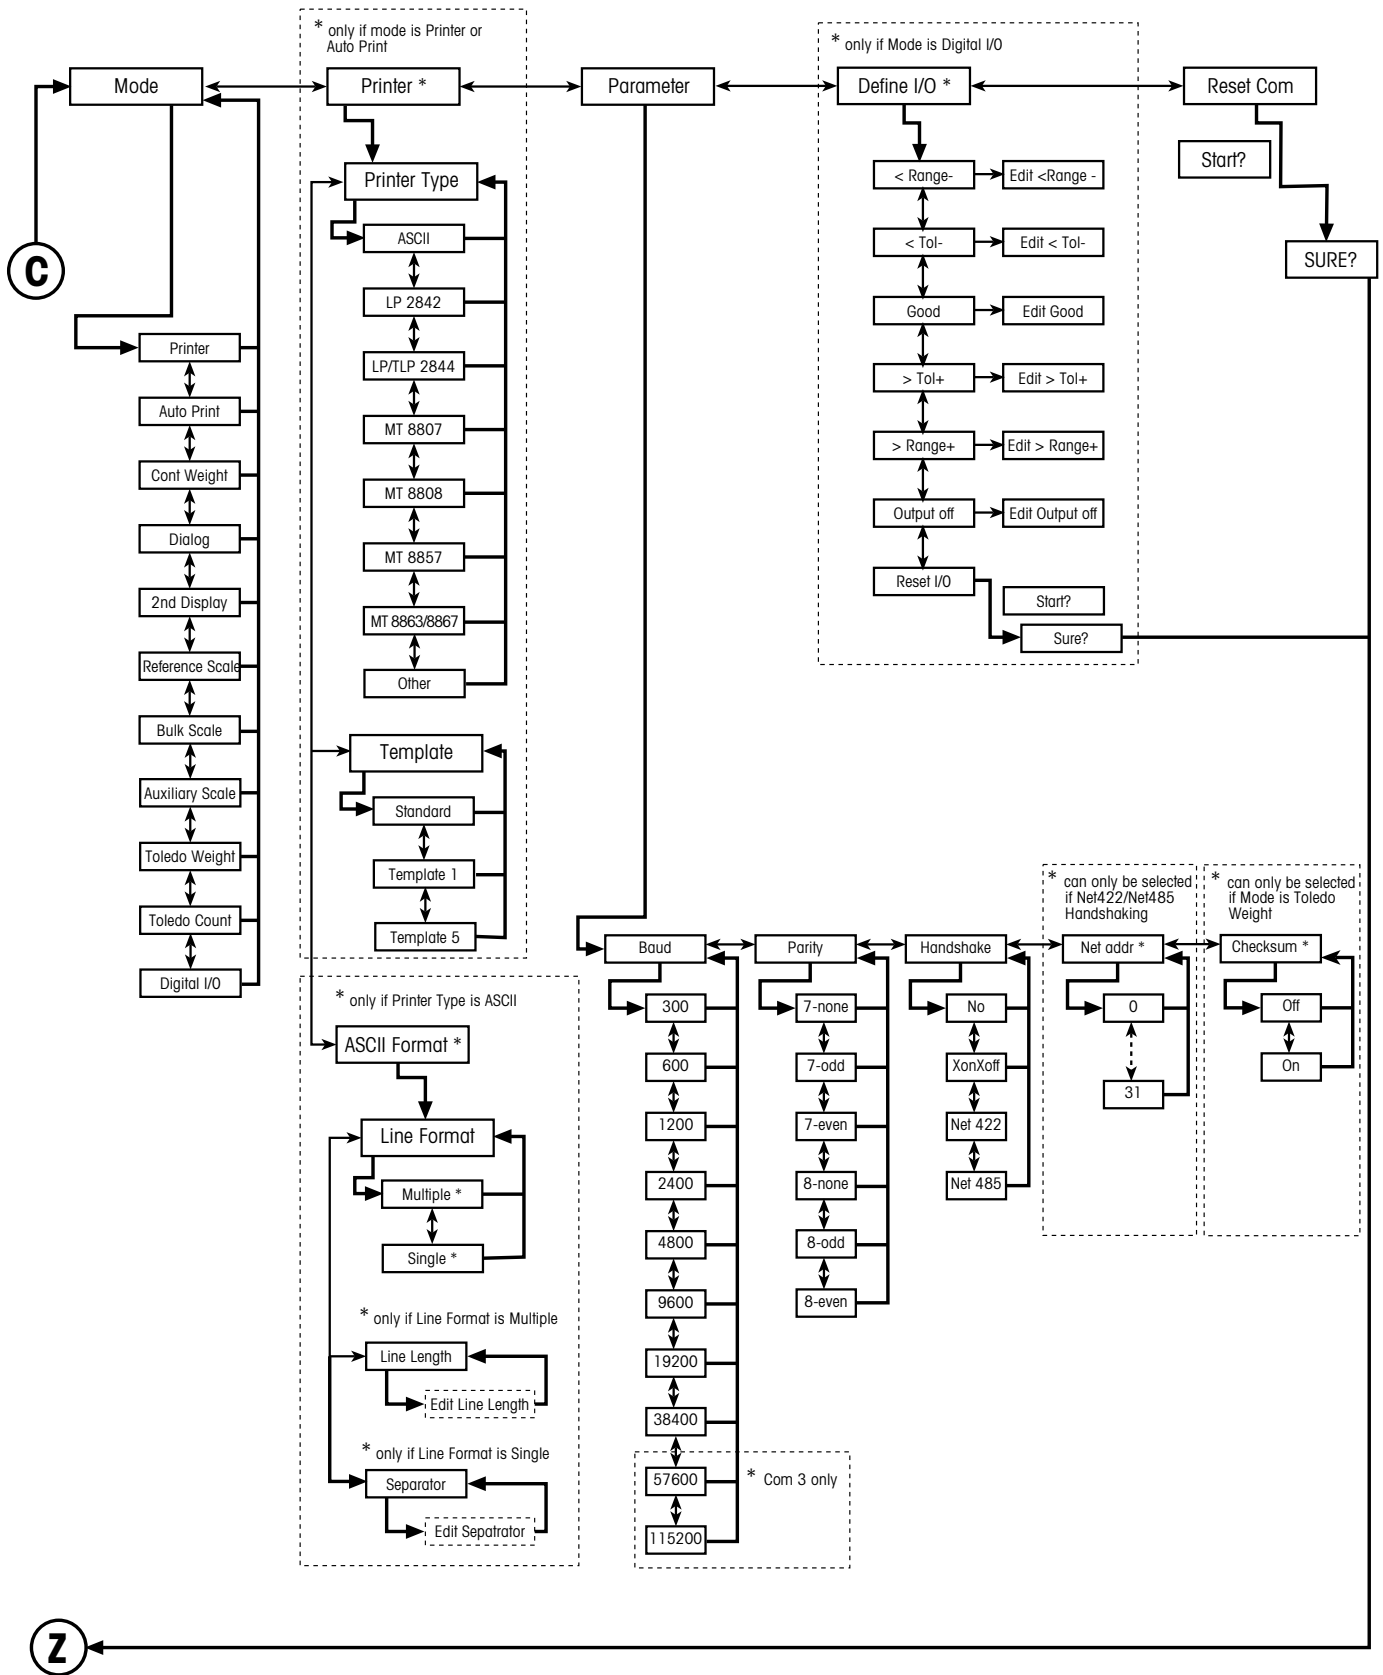 * only if mode is Printer or
Auto Print
* only if Mode is Digital I/0
Mode
Printer *
Parameter
Define I/O *
Reset Com
Start?
SURE?
C
Printer
Auto Print
Cont Weight
Dialog
2nd Display
Reference Scale
Bulk Scale
Auxiliary Scale
Toledo Weight
Toledo Count
Digital I/0
Printer Type
ASCII
LP 2842
LP/TLP 2844
MT 8807
MT 8808
MT 8857
MT 8863/8867
Other
Template
Standard
Template 1
Template 5
* only if Printer Type is ASCII
ASCII Format *
Line Format
Multiple *
Single *
* only if Line Format is Multiple
Line Length
Edit Line Length
* only if Line Format is Single
Separator
Edit Sepatrator
< Range-
Edit <Range -
< Tol-
Edit < Tol-
Good
Edit Good
> Tol+
Edit > Tol+
> Range+
Edit > Range+
Output off
Edit Output off
Reset I/0
Start?
Sure?
Baud
300
600
1200
2400
4800
9600
19200
38400
57600
115200
* Com 3 only
Parity
7-none
7-odd
7-even
8-none
8-odd
8-even
Handshake
No
XonXoff
Net 422
Net 485
* can only be selected
if Net422/Net485
Handshaking
Net addr *
0
31
* can only be selected
if Mode is Toledo
Weight
Checksum *
Off
On
Z